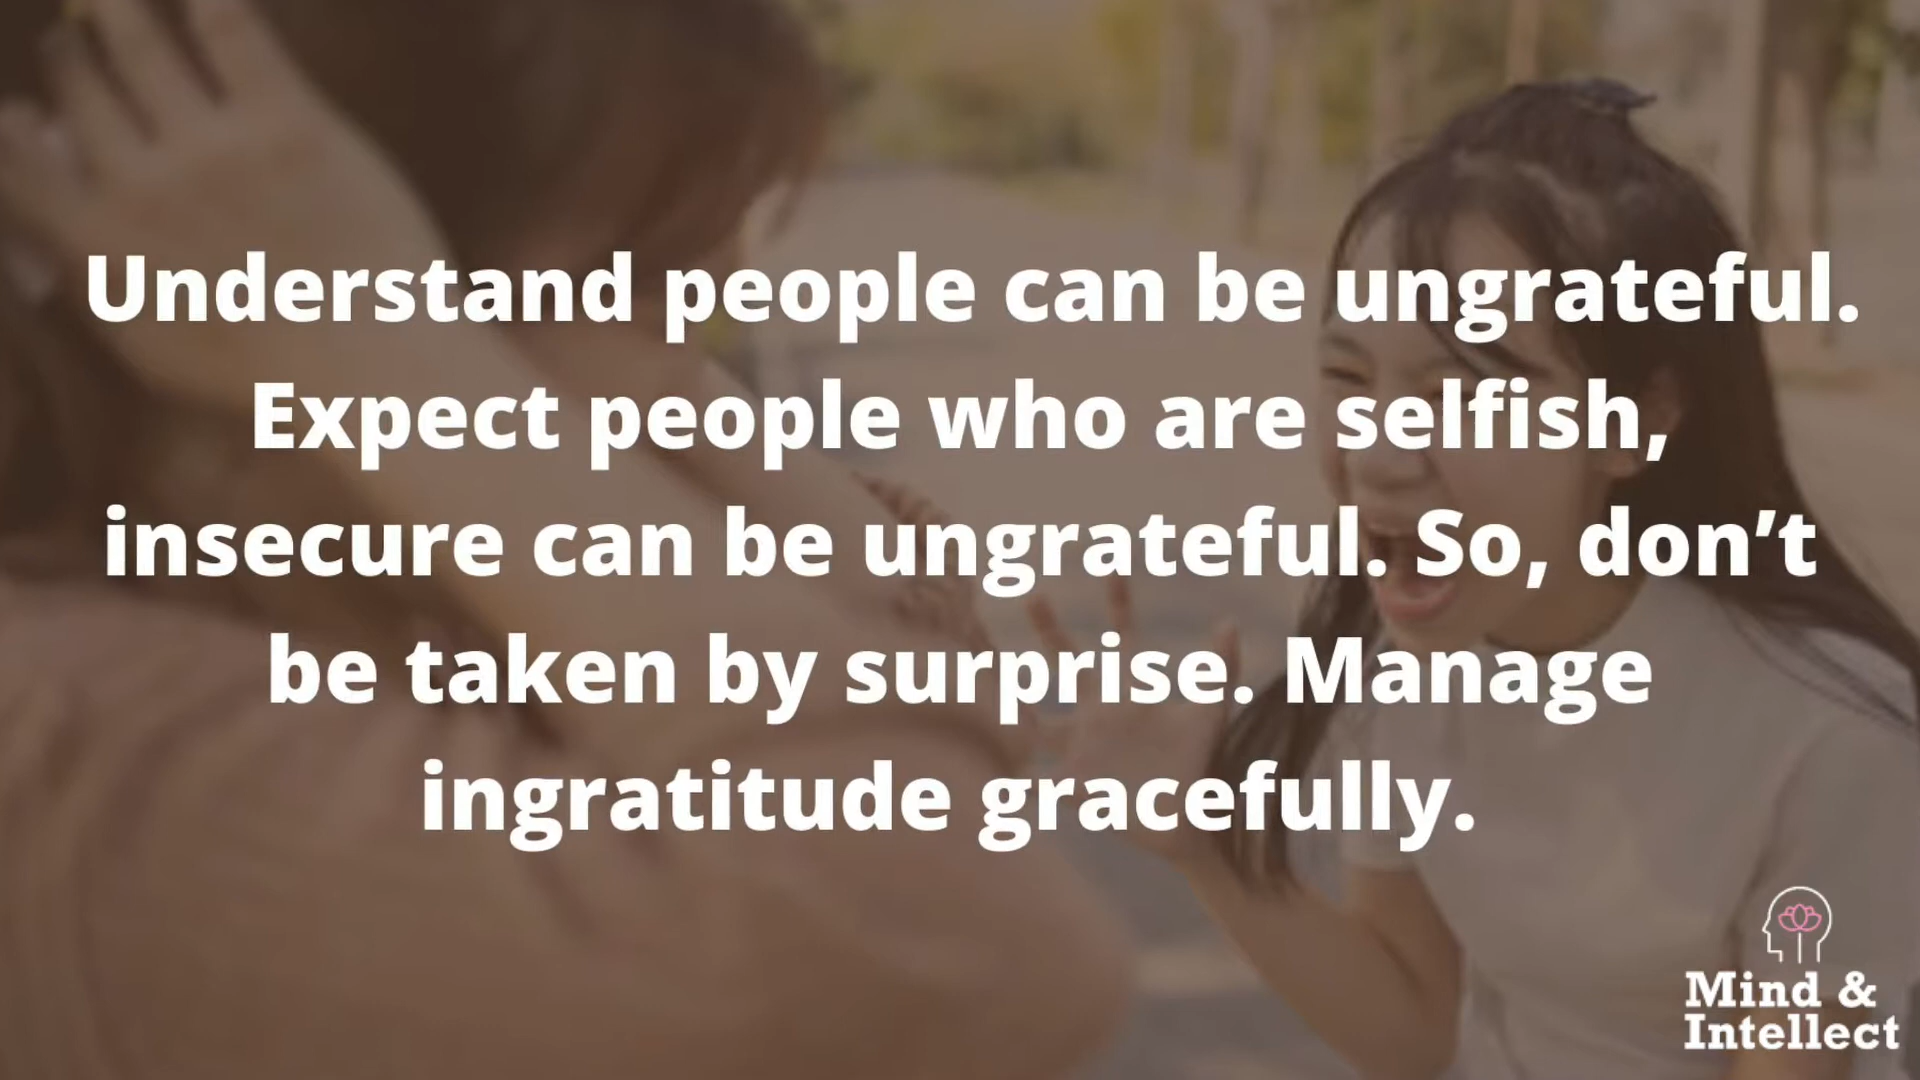 Understand people can be ungrateful.
Expect people who are selfish,
insecure can be ungrateful. So, don’t
be taken by surprise. Manage
ingratitude gracefully.
Mind &
Intellect